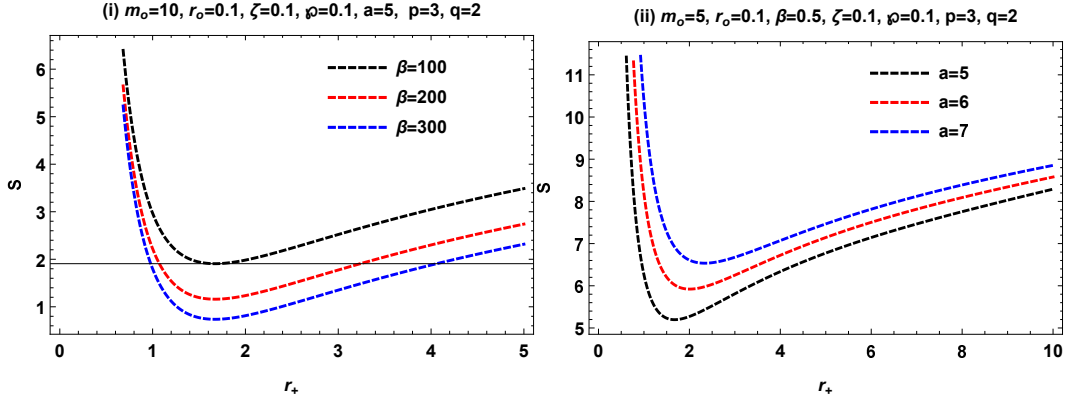 (i) m₀=10, r₀=0.1, ζ=0.1, ℘=0.1, a=5, p=3, q=2
6
5
4
3
2
1
S
β=100
β=200
β=300
0 1 2 3 4 5
r₊
(ii) m₀=5, r₀=0.1, β=0.5, ζ=0.1, ℘=0.1, p=3, q=2
11
10
9
8
7
6
5
S
a=5
a=6
a=7
0 2 4 6 8 10
r₊